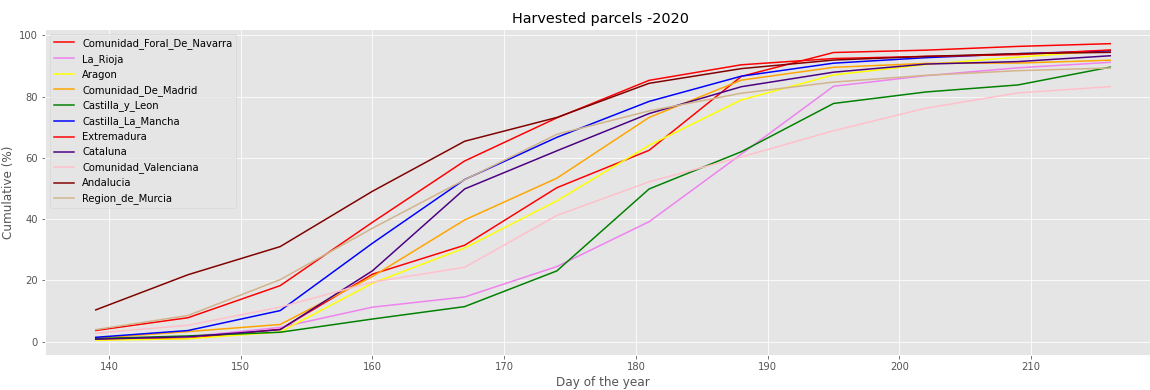 Harvested parcels -2020
100
80
60
40
20
0
Cumulative (%)
Comunidad_Foral_De_Navarra
La_Rioja
Aragon
Comunidad_De_Madrid
Castilla_y_Leon
Castilla_La_Mancha
Extremadura
Cataluna
Comunidad_Valenciana
Andalucia
Region_de_Murcia
140 150 160 170 180 190 200 210
Day of the year